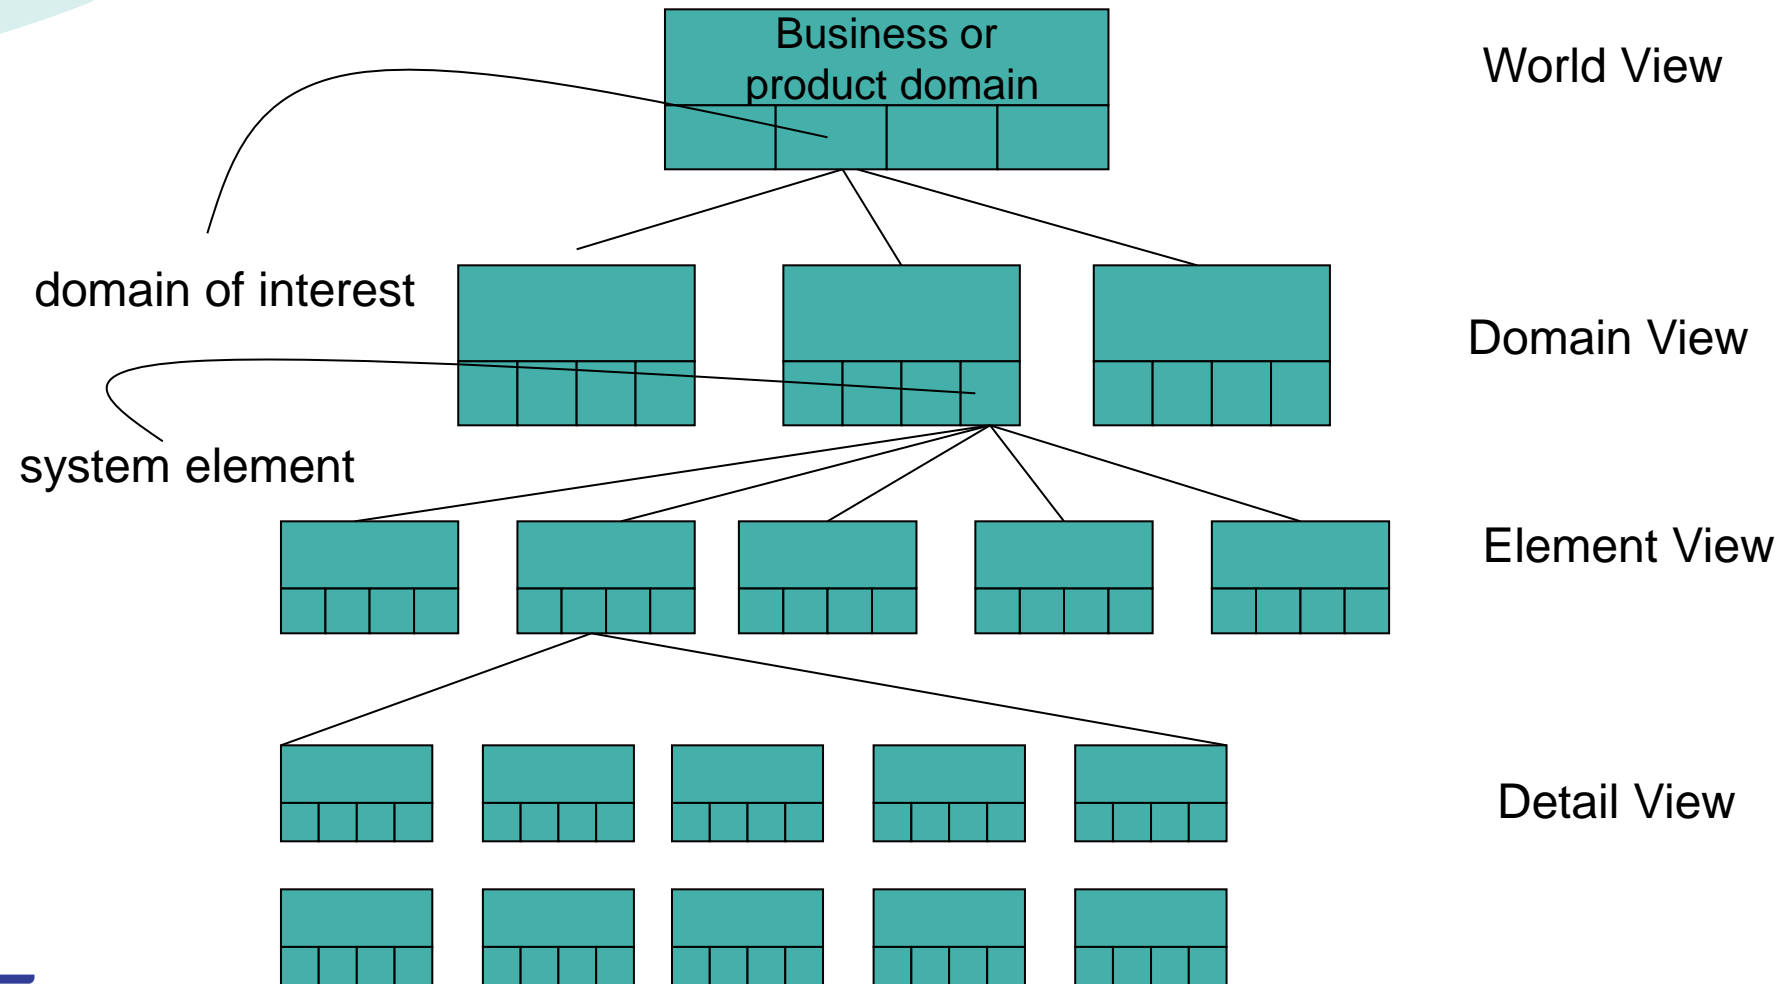 Business or
product domain
World View
domain of interest
Domain View
system element
Element View
Detail View